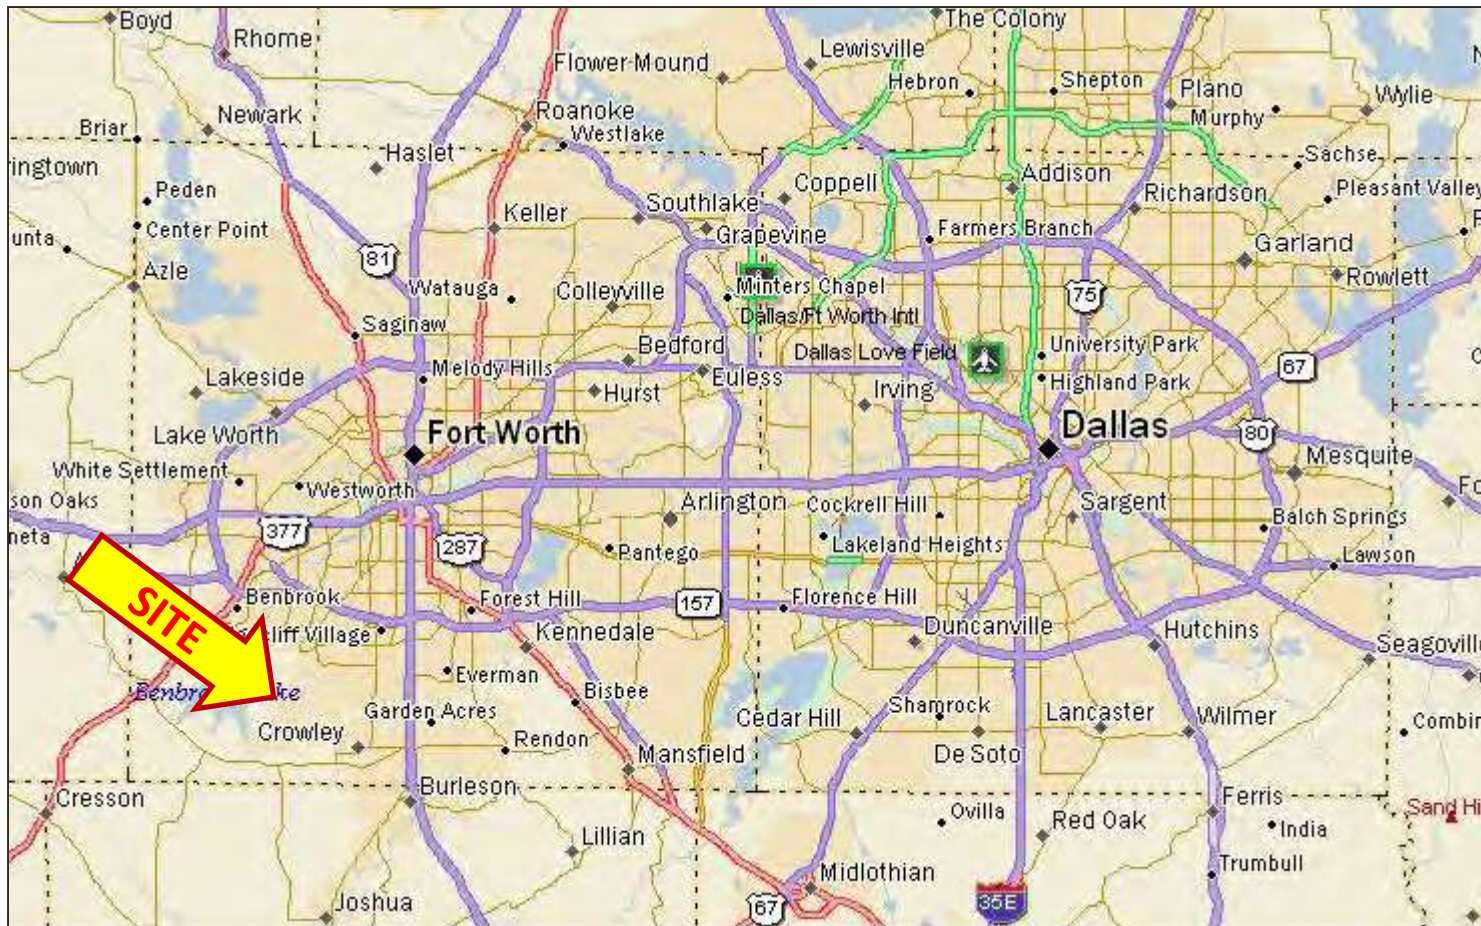 Boyd
The Colony
Rhome
Lewisville
Flower Mound
Hebron
Shepton
Plano
Wylie
Newark
Roanoke
Murphy
Briar
Westlake
Haslet
Sachse
Coppell
Addison
Peden
Richardson
Pleasant Valley
Keller
Southlake
Center Point
Grapevine
Farmers Branch
Garland
81
Azle
Rowlett
Watauga
Colleyville
Minters Chapel
75
Dallas/Ft Worth Intl
Saginaw
Bedford
Dallas Love Field
University Park
67
Melody Hills
Euless
Highland Park
Lakeside
Hurst
Irving
Fort Worth
Dallas
Lake Worth
80
Mesquite
White Settlement
Westworth
Arlington
Cockrell Hill
Sargent
377
Balch Springs
287
Pantego
Lakeland Heights
Lawson
SITE
Benbrook
Forest Hill
157
Florence Hill
cliff Village
Kennedale
Duncanville
Hutchins
Seagoville
Everman
Bisbee
Garden Acres
Cedar Hill
Shamrock
Lancaster
Wilmer
Crowley
Rendon
Mansfield
De Soto
Cresson
Burleson
Ferris
Sand Hi
Ovilla
Red Oak
India
Lillian
Midlothian
Trumbull
Joshua
67
35E